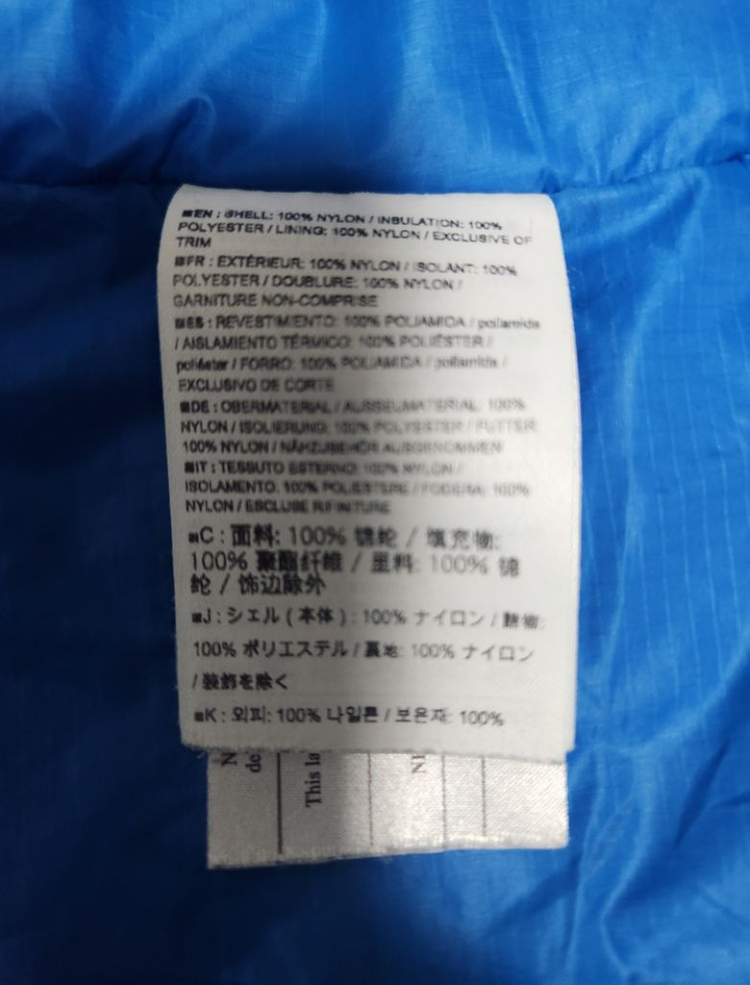 ■EN : SHELL: 100% NYLON / INSULATION: 100%
POLYESTER / LINING: 100% NYLON / EXCLUSIVE OF
TRIM
■FR : EXTÉRIEUR: 100% NYLON / ISOLANT: 100%
POLYESTER / DOUBLURE: 100% NYLON /
GARNITURE NON-COMPRISE
■ES : REVESTIMIENTO: 100% POLIAMIDA / poilamida
/ AISLAMIENTO TÉRMICO: 100% POLIÉSTER /
poliéster / FORRO: 100% POLIAMIDA / poilamida /
EXCLUSIVO DE CORTE
■DE : OBERMATERIAL / AUSSEUMATERIAL: 100%
NYLON / ISOLIERUNG: 100% POLYESTER / FUTTER
100% NYLON / NÄHZUBEHÖR AUSGENOMMEN
■IT : TESSUTO ESTERNO: 100% NYLON /
ISOLAMENTO: 100% POLIESTERE / FODERA: 100%
NYLON / ESCLUSE RIFINITURE
■C : 面料: 100% 锦纶 / 填充物:
100% 聚酯纤维 / 里料: 100% 锦
纶 / 饰边除外
■J : シェル ( 本体 ) : 100% ナイロン /
100% ポリエステル / 裏地: 100% ナイロン
/ 装飾を除く
■K : 외피: 100% 나일론 / 보온재: 100%
N
de
This la
NI